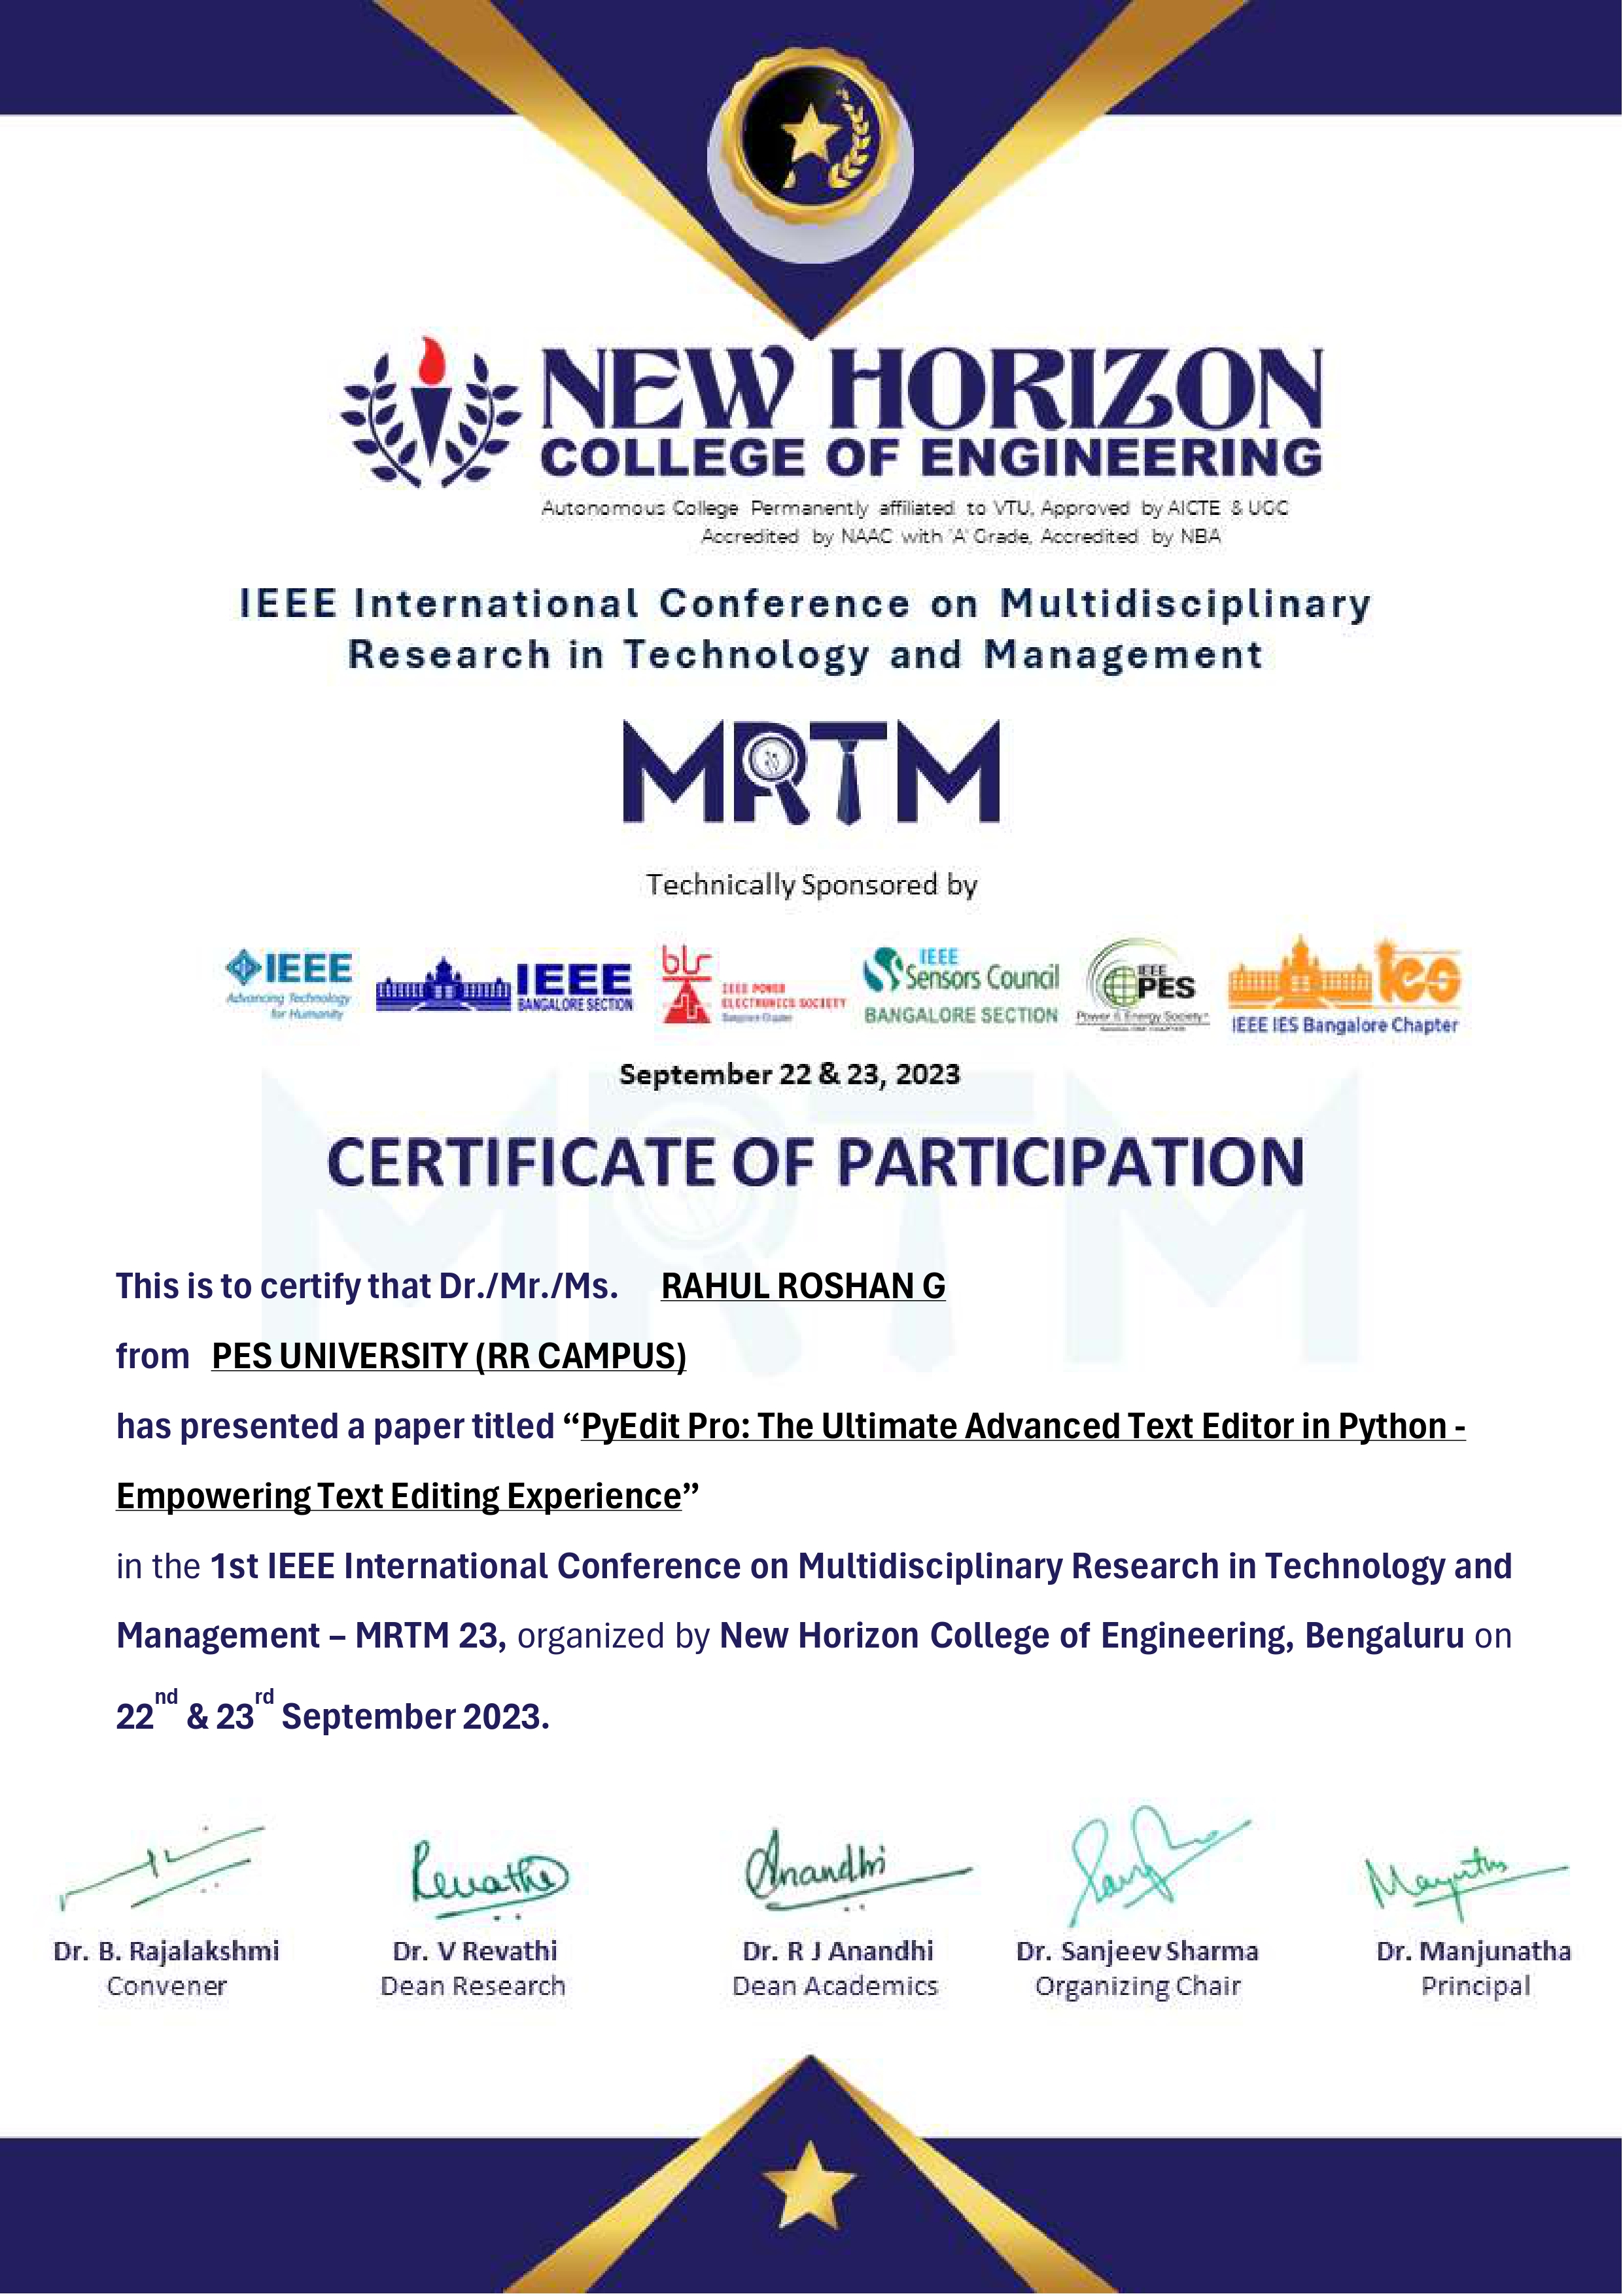 NEW HORIZON
COLLEGE OF ENGINEERING
Autonomous College Permanently affiliated to VTU, Approved by AICTE & UGC
Accredited by NAAC with 'A' Grade, Accredited by NBA
IEEE International Conference on Multidisciplinary
Research in Technology and Management
MRTM
Technically Sponsored by
IEEE
Advancing Technology
for Humanity
IEEE
BANGALORE SECTION
blr
IEEE POWER
ELECTRONICS SOCIETY
Bangalore Chapter
IEEE
Sensors Council
BANGALORE SECTION
IEEE
PES
Power & Energy Society
ies
IEEE IES Bangalore Chapter
September 22 & 23, 2023
MRTM
CERTIFICATE OF PARTICIPATION
This is to certify that Dr./Mr./Ms. RAHUL ROSHAN G
from PES UNIVERSITY (RR CAMPUS)
has presented a paper titled “PyEdit Pro: The Ultimate Advanced Text Editor in Python -
Empowering Text Editing Experience”
in the 1st IEEE International Conference on Multidisciplinary Research in Technology and
Management – MRTM 23, organized by New Horizon College of Engineering, Bengaluru on
22nd & 23rd September 2023.
Revathi Anandhi
Dr. B. Rajalakshmi Dr. V Revathi Dr. R J Anandhi Dr. Sanjeev Sharma Dr. Manjunatha
Convener Dean Research Dean Academics Organizing Chair Principal